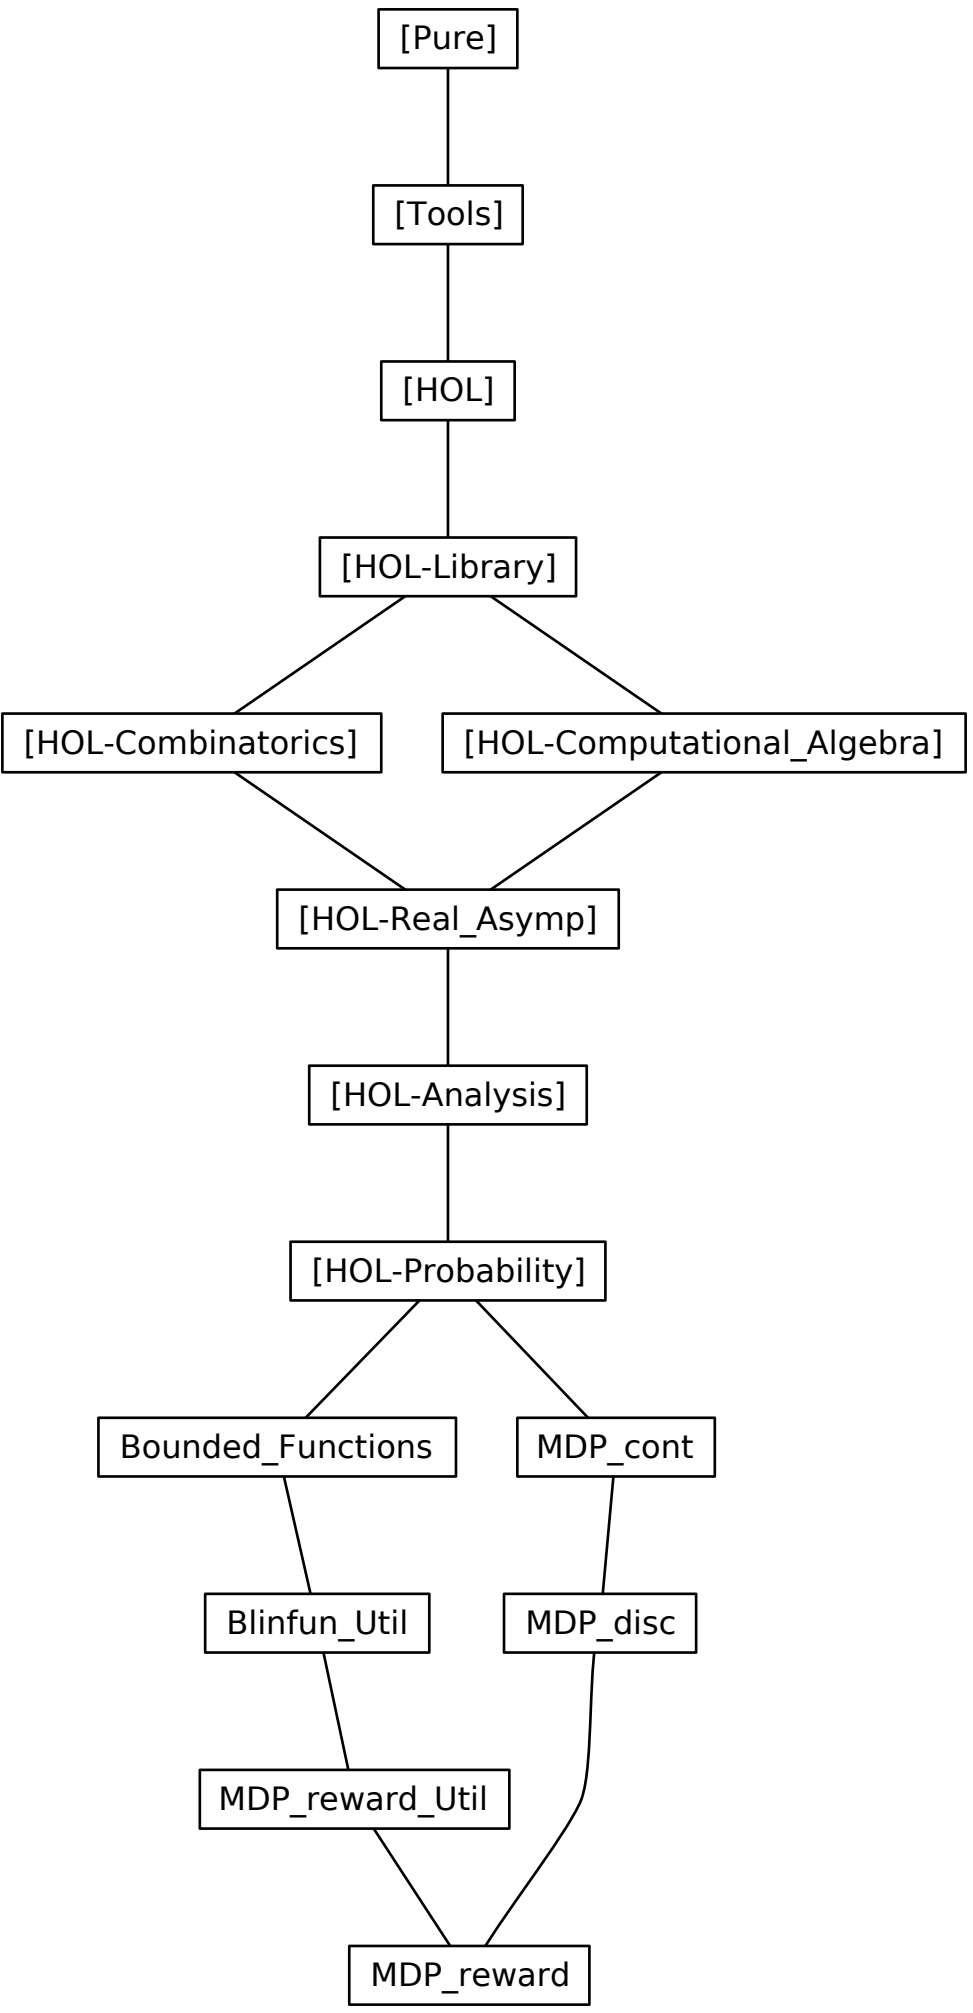 [Pure]
[Tools]
[HOL]
[HOL-Library]
[HOL-Combinatorics]
[HOL-Computational_Algebra]
[HOL-Real_Asymp]
[HOL-Analysis]
[HOL-Probability]
Bounded_Functions
MDP_cont
Blinfun_Util
MDP_disc
MDP_reward_Util
MDP_reward